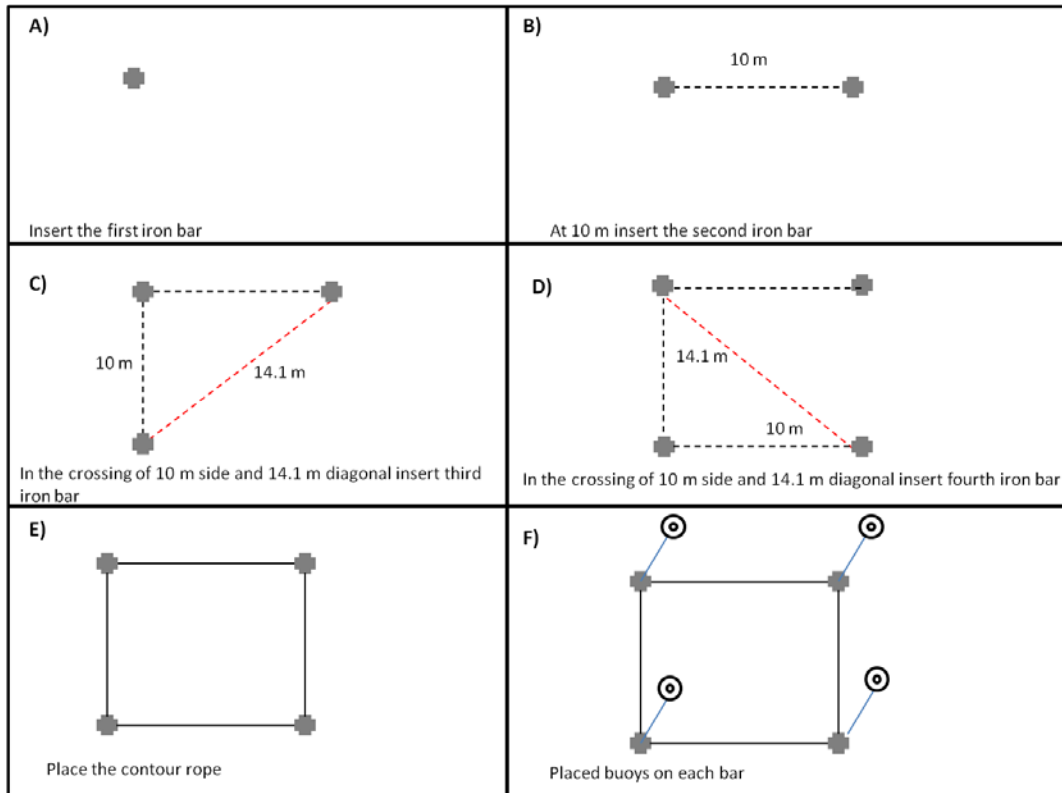 A)
Insert the first iron bar
B)
10 m
At 10 m insert the second iron bar
C)
10 m
14.1 m
In the crossing of 10 m side and 14.1 m diagonal insert third
iron bar
D)
14.1 m
10 m
In the crossing of 10 m side and 14.1 m diagonal insert fourth iron bar
E)
Place the contour rope
F)
Placed buoys on each bar